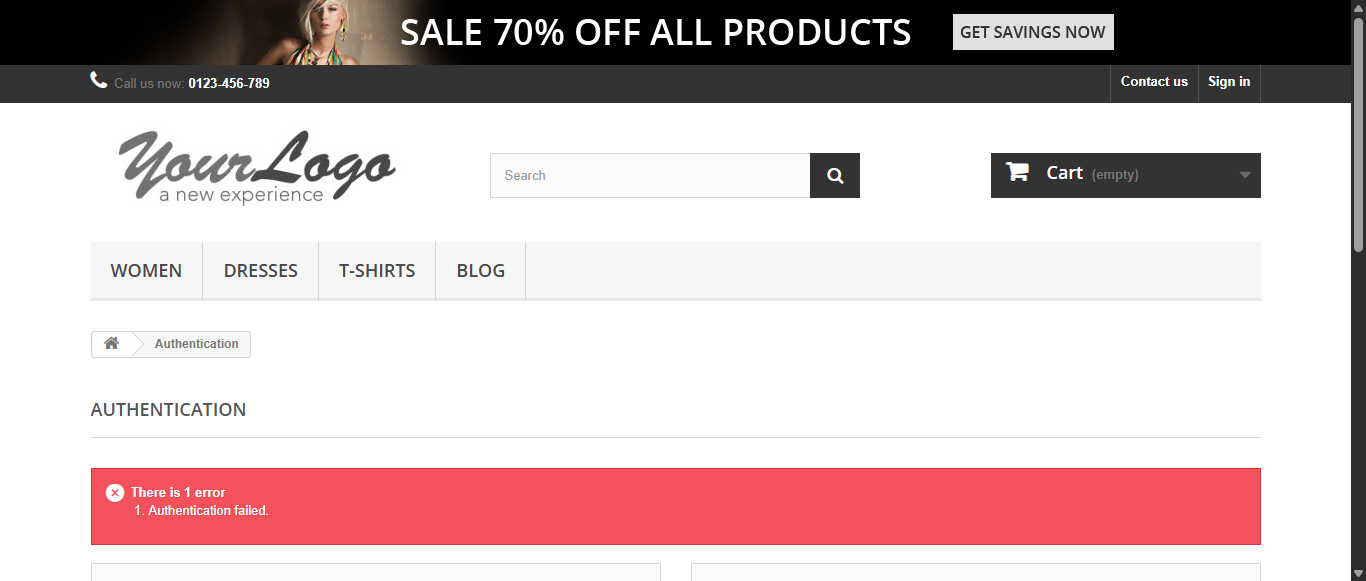 SALE 70% OFF ALL PRODUCTS
GET SAVINGS NOW
Call us now: 0123-456-789
Contact us
Sign in
YourLogo
a new experience
Search
Cart (empty)
WOMEN
DRESSES
T-SHIRTS
BLOG
Authentication
AUTHENTICATION
There is 1 error
1. Authentication failed.